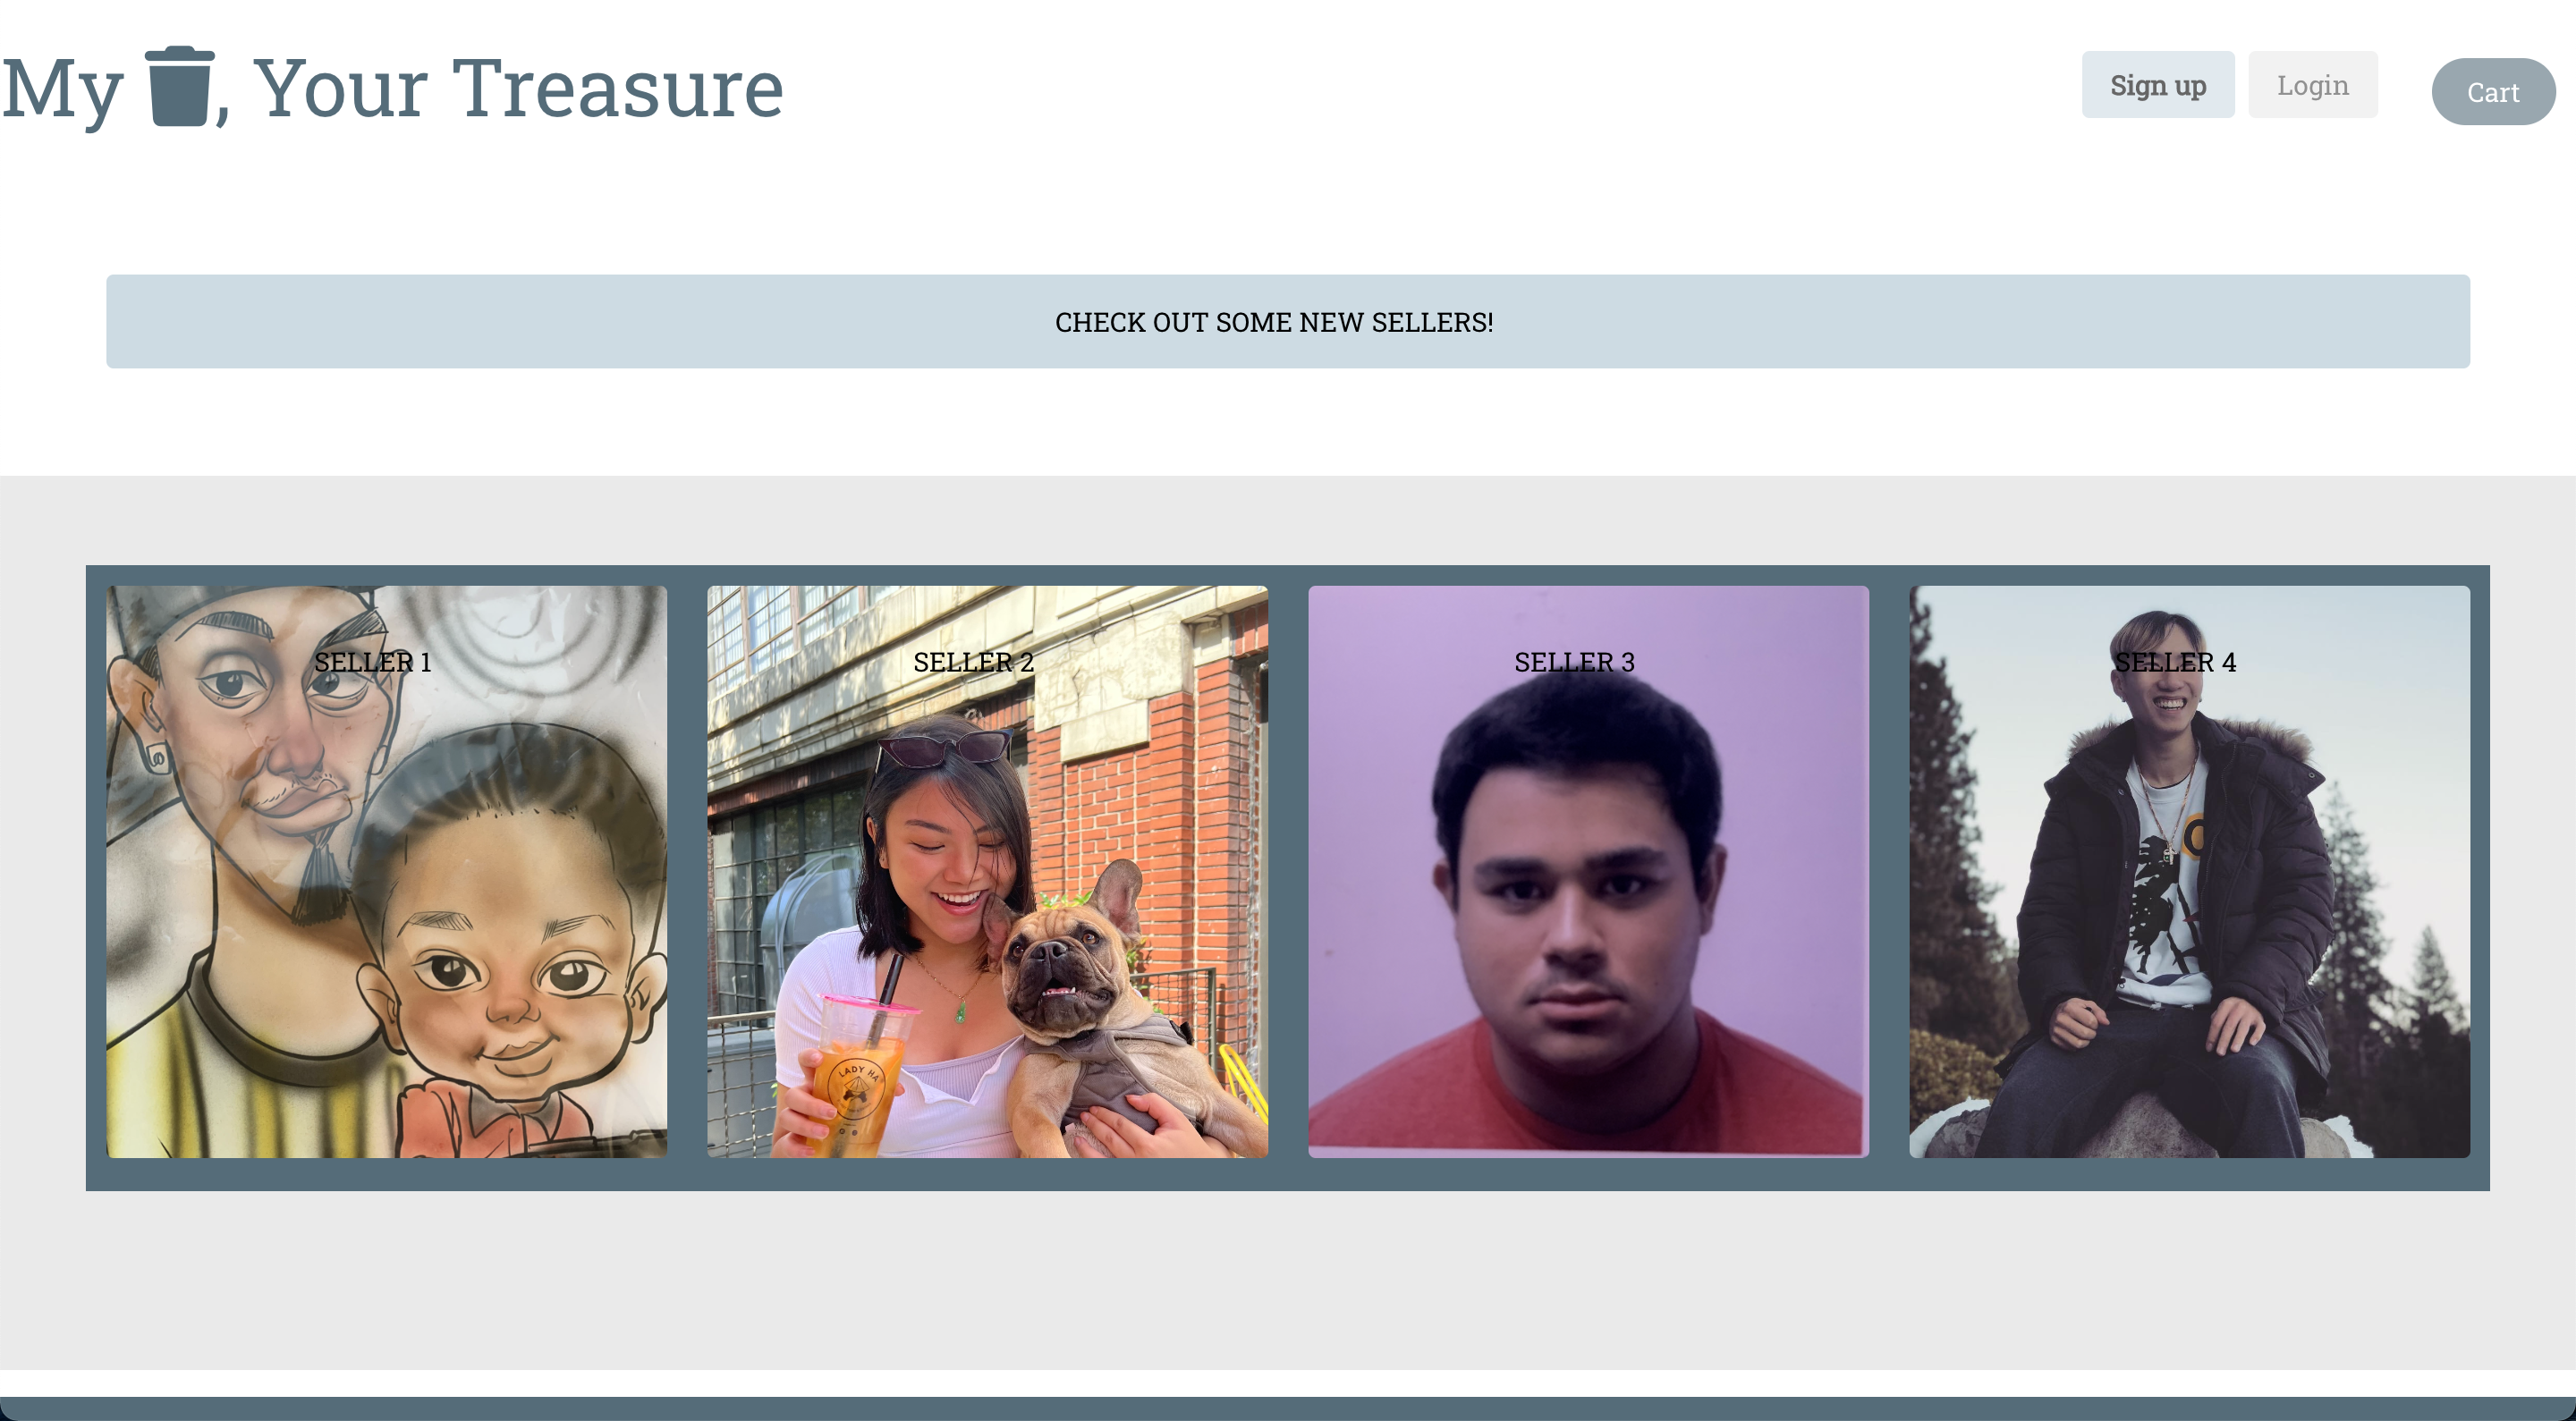 My , Your Treasure
Sign up
Login
Cart
CHECK OUT SOME NEW SELLERS!
SELLER 1
SELLER 2
SELLER 3
SELLER 4
LADY HA